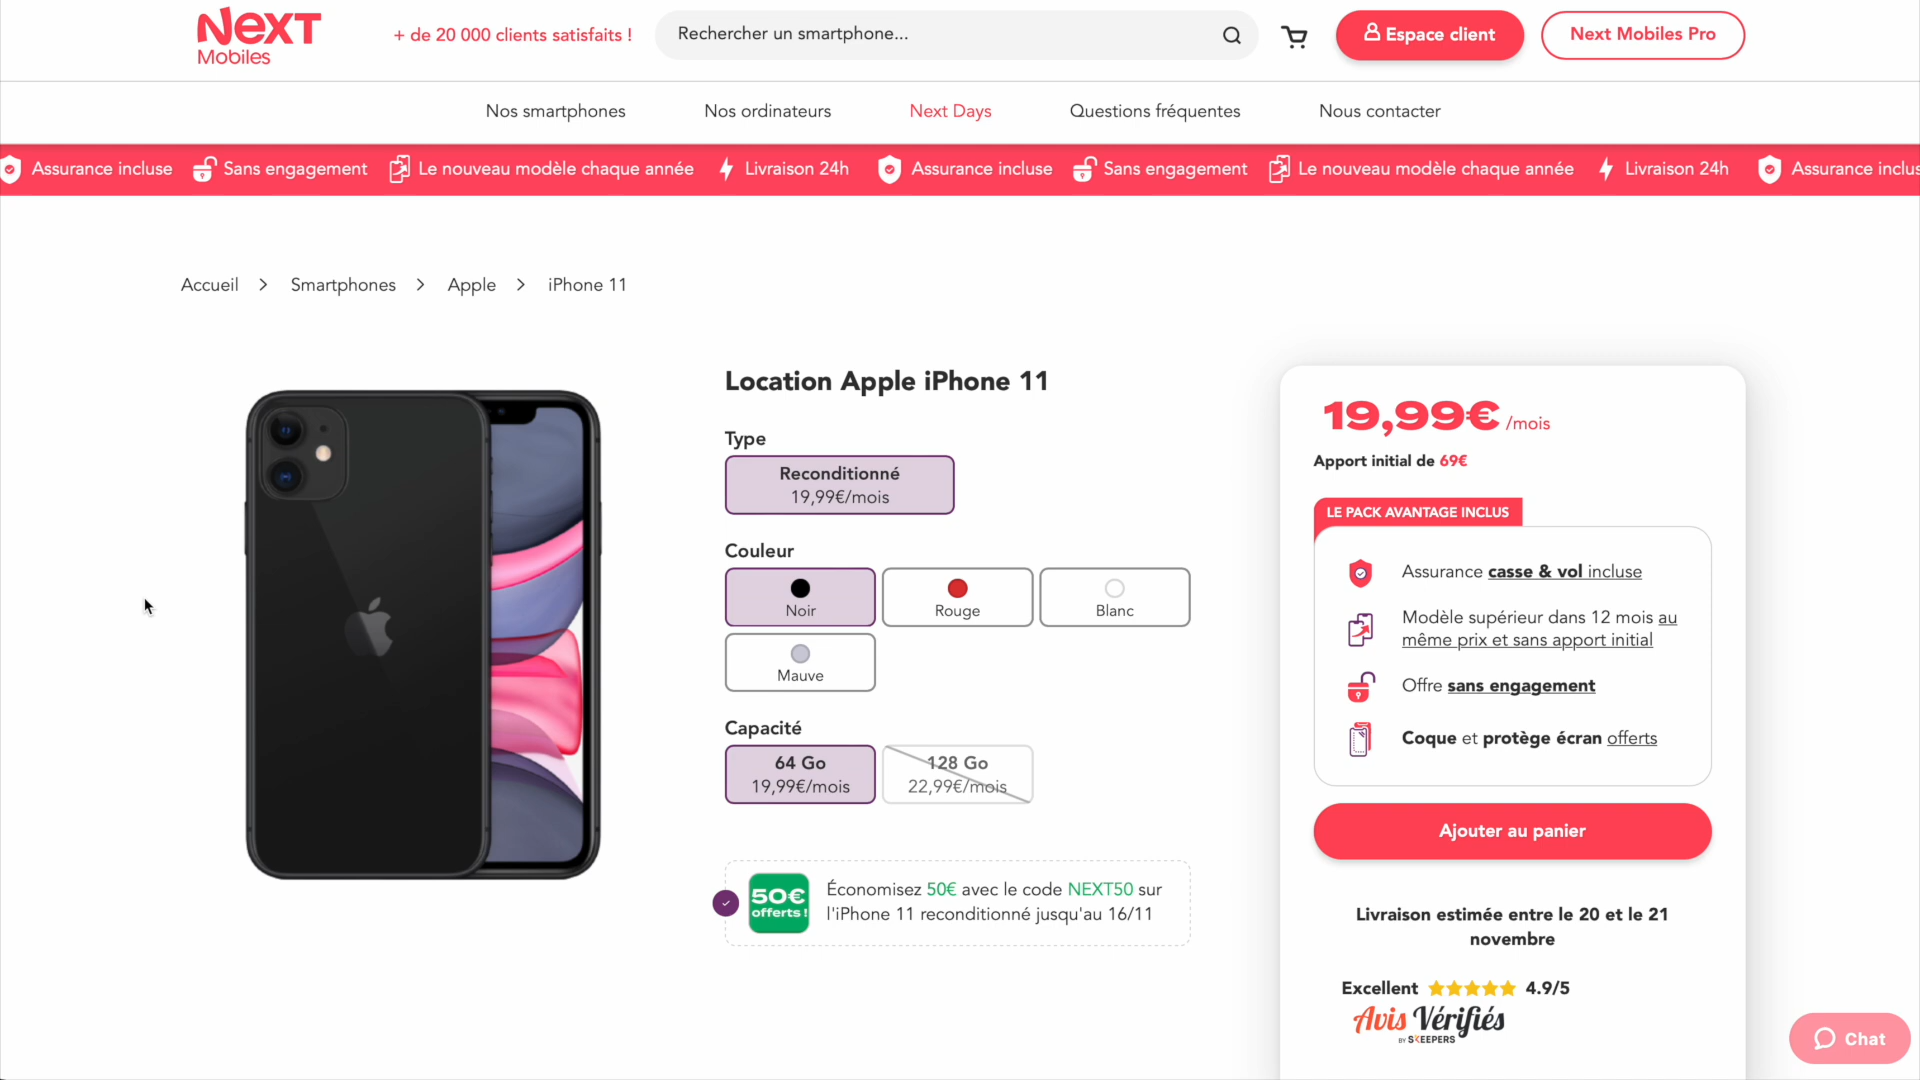 NexT
Mobiles
+ de 20 000 clients satisfaits !
Rechercher un smartphone...
Espace client
Next Mobiles Pro
Nos smartphones
Nos ordinateurs
Next Days
Questions fréquentes
Nous contacter
Assurance incluse Sans engagement Le nouveau modèle chaque année Livraison 24h Assurance incluse Sans engagement Le nouveau modèle chaque année Livraison 24h Assurance inclus
Accueil > Smartphones > Apple > iPhone 11
Location Apple iPhone 11
Type
Reconditionné
19,99€/mois
Couleur
Noir
Rouge
Blanc
Mauve
Capacité
64 Go
19,99€/mois
128 Go
22,99€/mois
50€
offerts !
Économisez 50€ avec le code NEXT50 sur
l'iPhone 11 reconditionné jusqu'au 16/11
19,99€ /mois
Apport initial de 69€
LE PACK AVANTAGE INCLUS
Assurance casse & vol incluse
Modèle supérieur dans 12 mois au
même prix et sans apport initial
Offre sans engagement
Coque et protège écran offerts
Ajouter au panier
Livraison estimée entre le 20 et le 21
novembre
Excellent 4.9/5
Avis Vérifiés
BY SKEEPERS
Chat